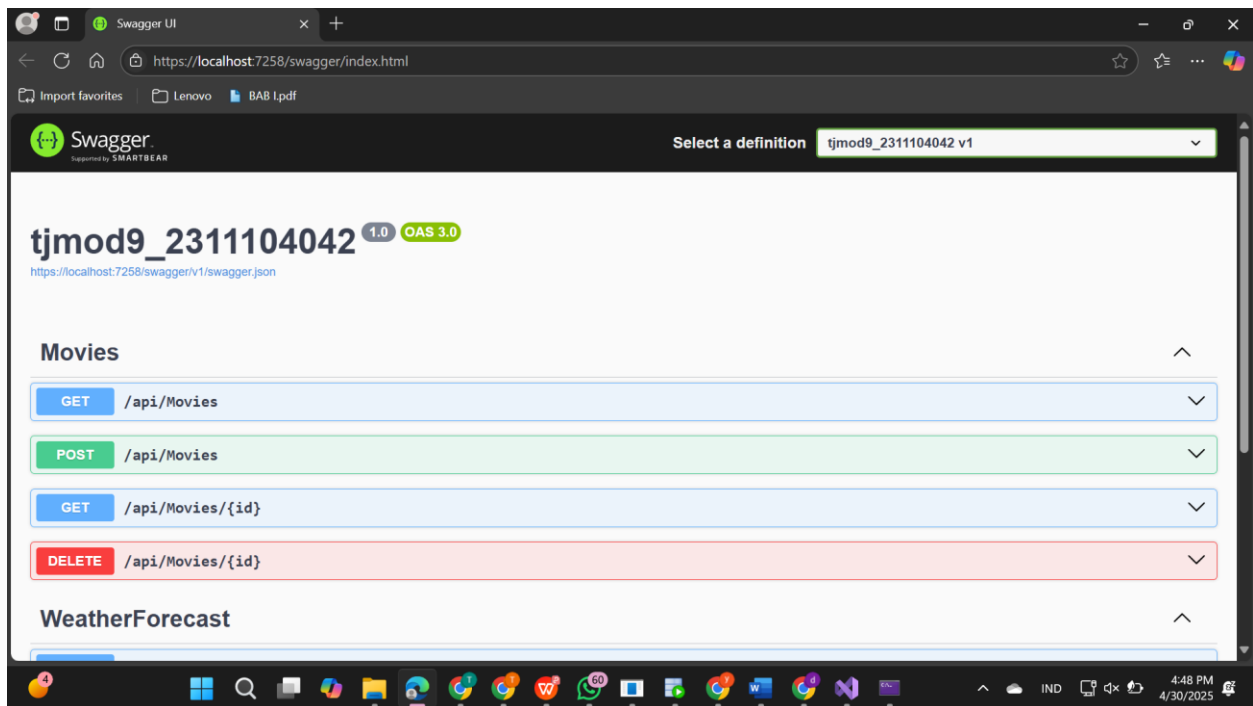 Swagger UI
https://localhost:7258/swagger/index.html
Import favorites
Lenovo
BAB I.pdf
Swagger.
Supported by SMARTBEAR
Select a definition
tjmod9_2311104042 v1
tjmod9_2311104042 1.0 OAS 3.0
https://localhost:7258/swagger/v1/swagger.json
Movies
GET /api/Movies
POST /api/Movies
GET /api/Movies/{id}
DELETE /api/Movies/{id}
WeatherForecast
4
60
IND
4:48 PM
4/30/2025